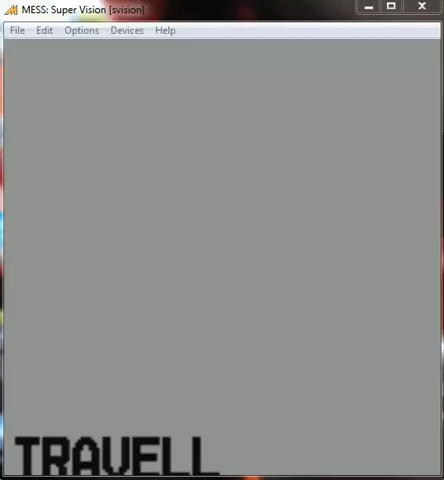 MESS: Super Vision [svision]
File Edit Options Devices Help
TRAVELL